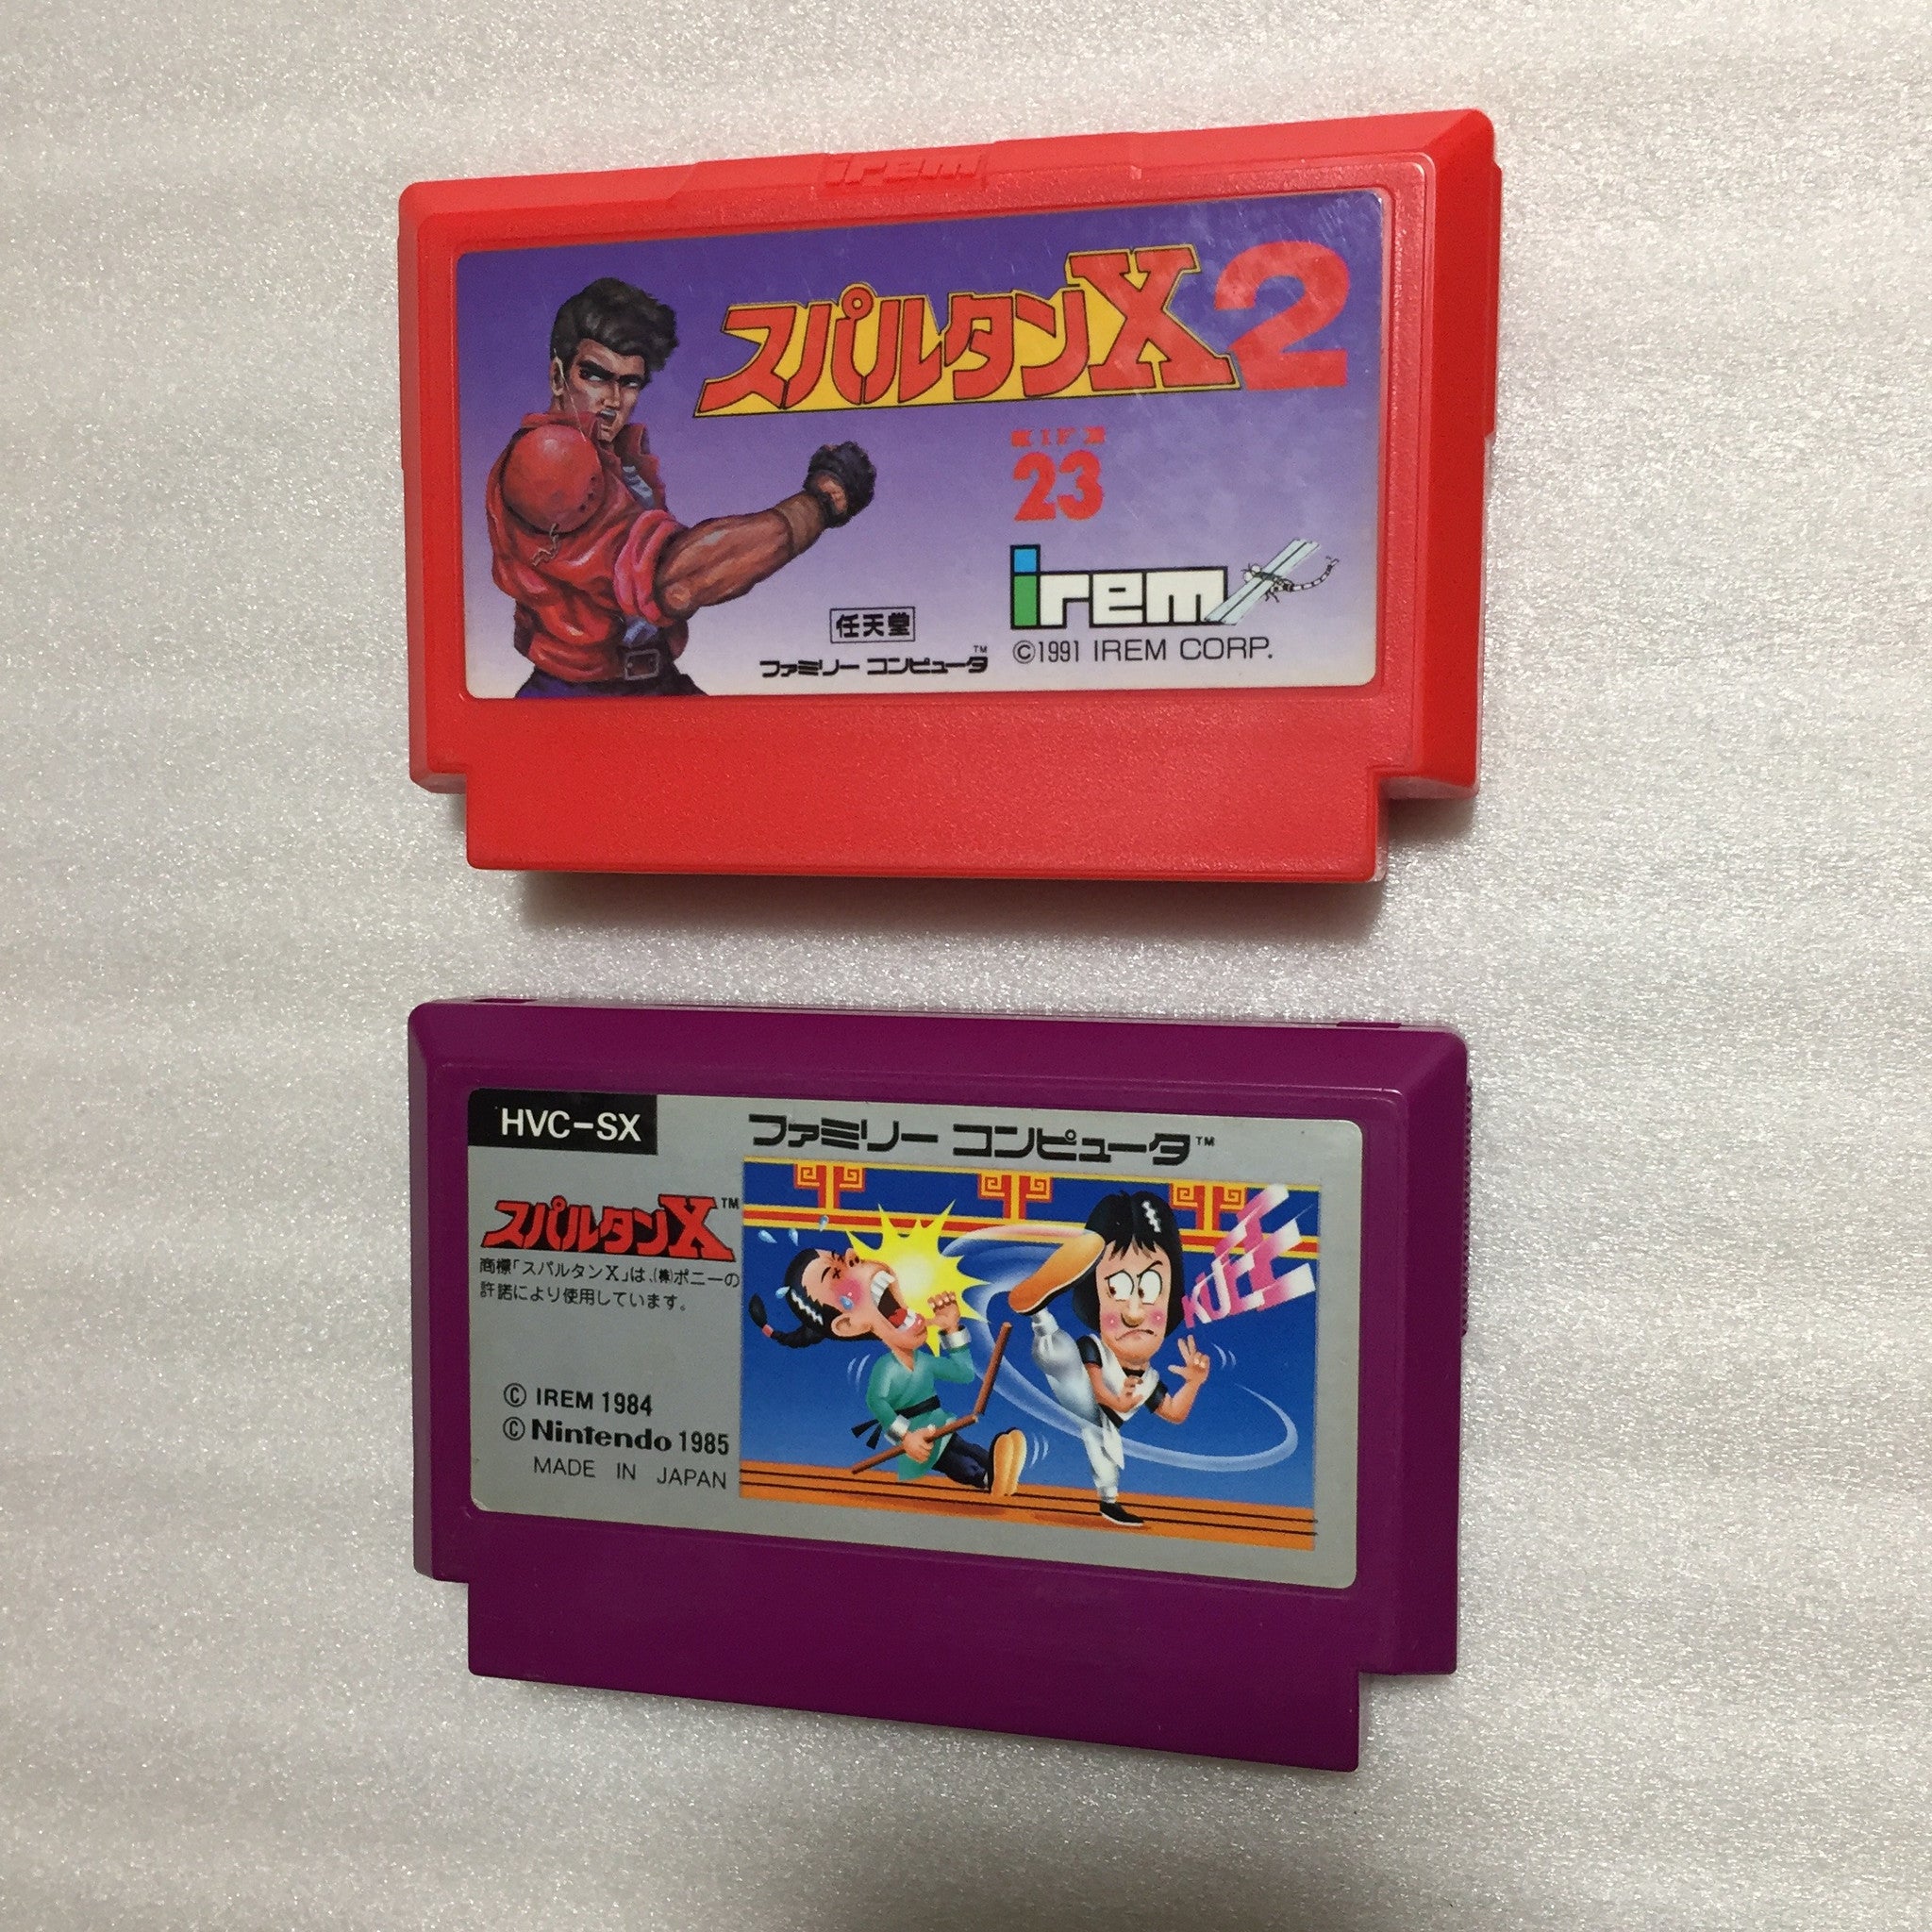 irem
スパルタンX2
23
irem
任天堂
ファミリー コンピュータ™
©1991 IREM CORP.
HVC-SX
ファミリー コンピュータ™
スパルタンX™
商標「スパルタンX」は、(株)ポニーの
許諾により使用しています。
© IREM 1984
© Nintendo 1985
MADE IN JAPAN